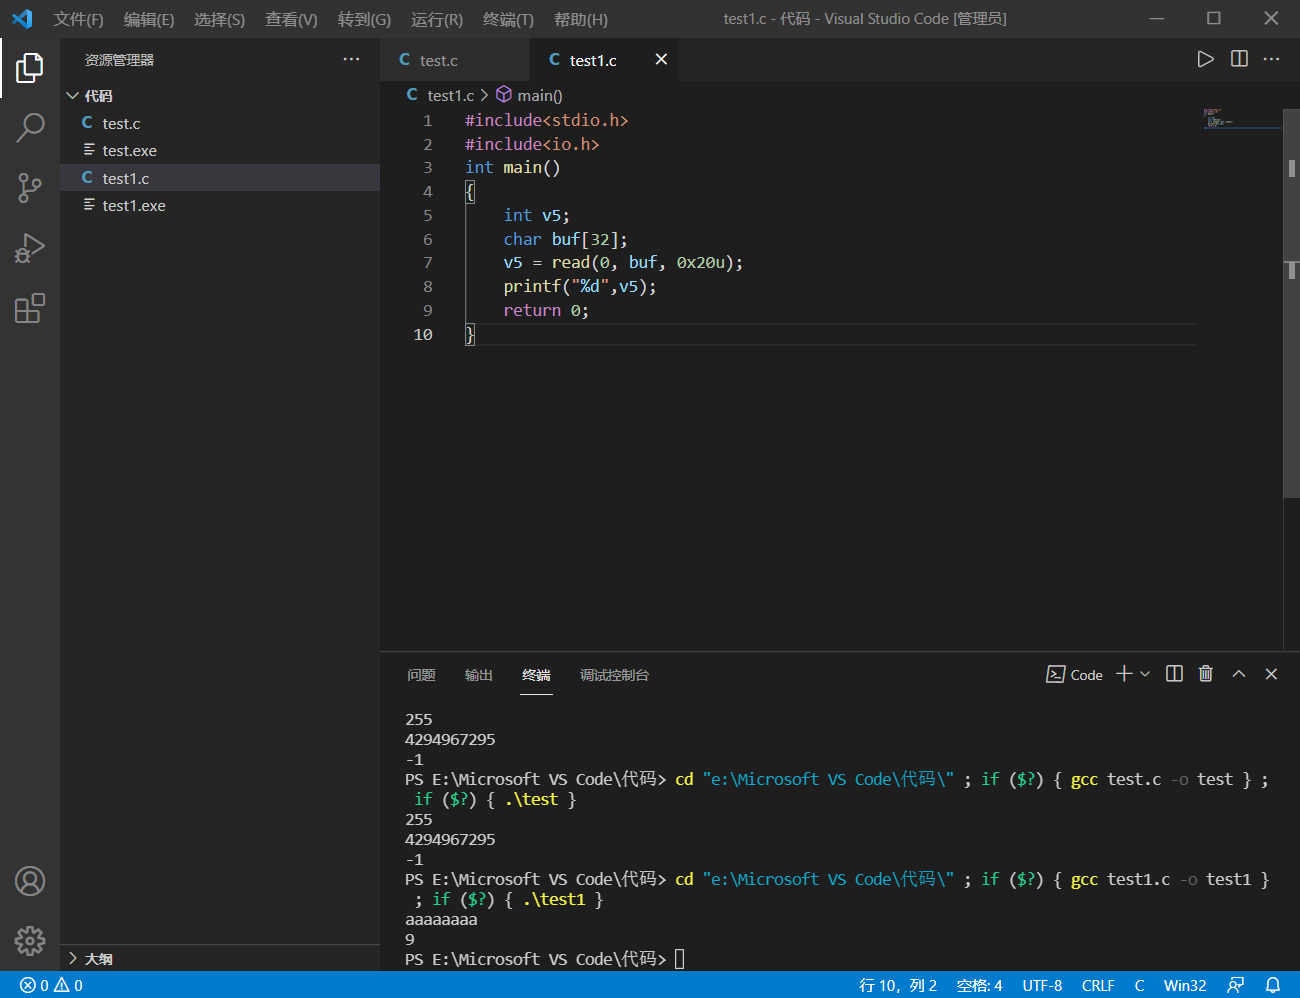 文件(F) 编辑(E) 选择(S) 查看(V) 转到(G) 运行(R) 终端(T) 帮助(H) test1.c - 代码 - Visual Studio Code [管理员]
资源管理器
代码
C test.c
test.exe
C test1.c
test1.exe
大纲
C test.c C test1.c
C test1.c main()
1 #include<stdio.h>
2 #include<io.h>
3 int main()
4 {
5     int v5;
6     char buf[32];
7     v5 = read(0, buf, 0x20u);
8     printf("%d",v5);
9     return 0;
10 }
问题 输出 终端 调试控制台 Code
255
4294967295
-1
PS E:\Microsoft VS Code\代码> cd "e:\Microsoft VS Code\代码\" ; if ($?) { gcc test.c -o test } ;
 if ($?) { .\test }
255
4294967295
-1
PS E:\Microsoft VS Code\代码> cd "e:\Microsoft VS Code\代码\" ; if ($?) { gcc test1.c -o test1 }
 ; if ($?) { .\test1 }
aaaaaaaa
9
PS E:\Microsoft VS Code\代码>
0 0 行 10，列 2 空格: 4 UTF-8 CRLF C Win32